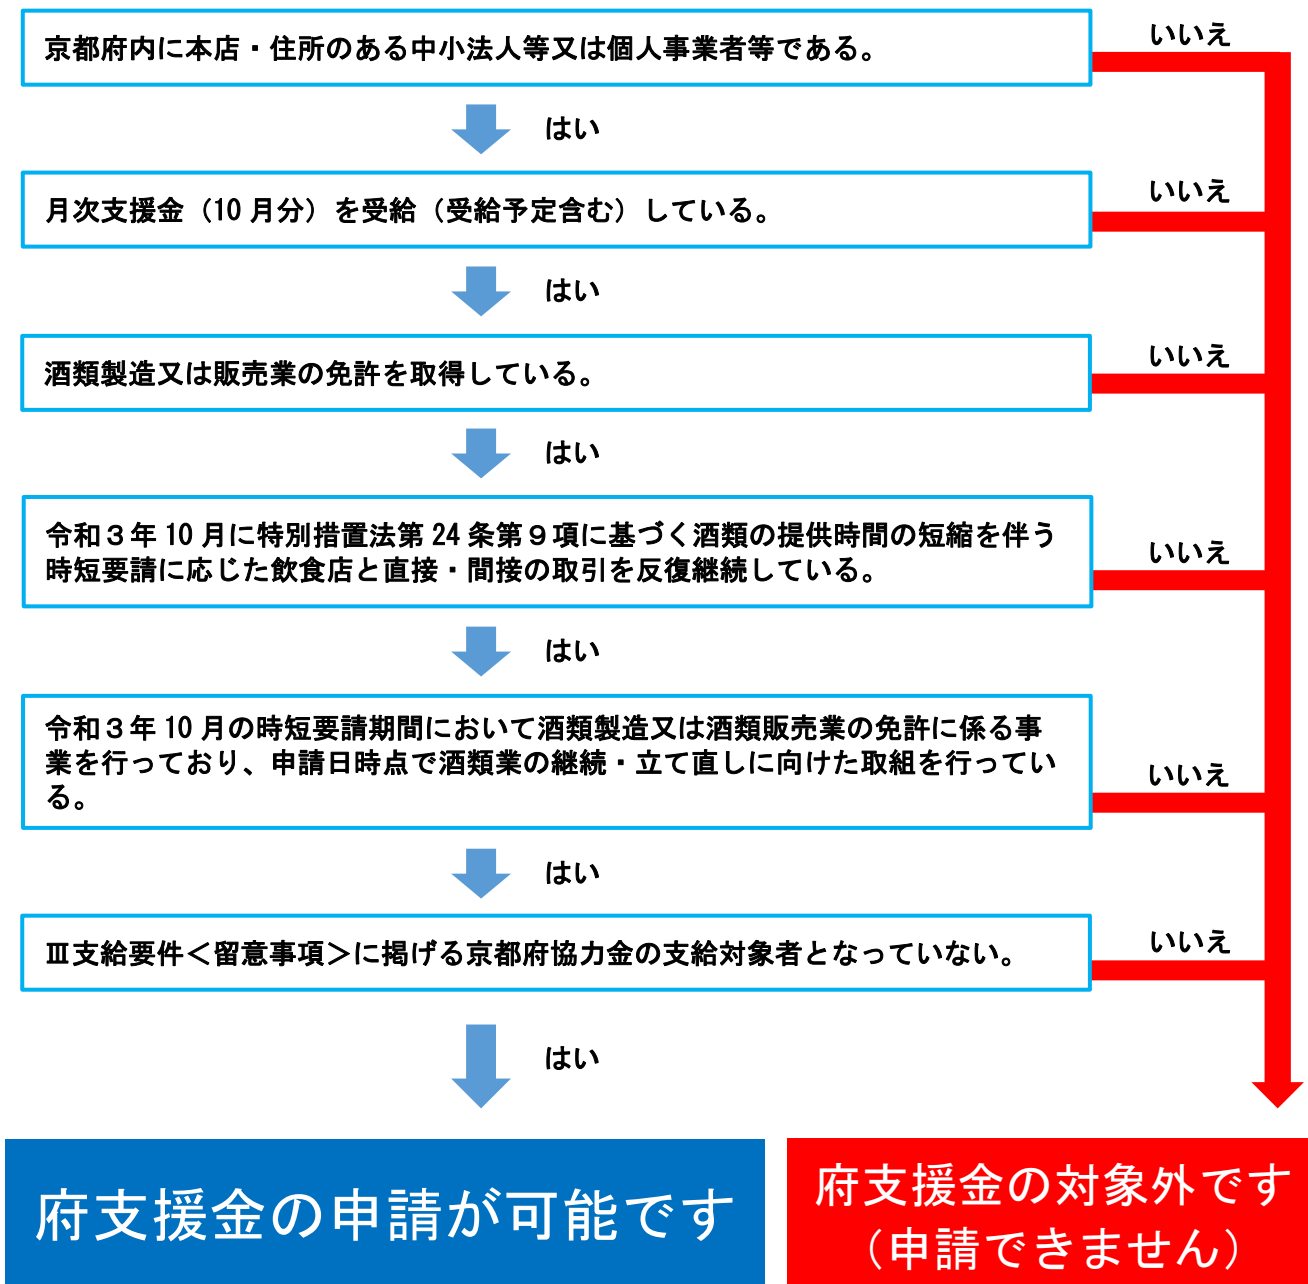 京都府内に本店・住所のある中小法人等又は個人事業者等である。
いいえ
はい
月次支援金（10月分）を受給（受給予定含む）している。
いいえ
はい
酒類製造又は販売業の免許を取得している。
いいえ
はい
令和３年10月に特別措置法第24条第９項に基づく酒類の提供時間の短縮を伴う
時短要請に応じた飲食店と直接・間接の取引を反復継続している。
いいえ
はい
令和３年10月の時短要請期間において酒類製造又は酒類販売業の免許に係る事
業を行っており、申請日時点で酒類業の継続・立て直しに向けた取組を行ってい
る。
いいえ
はい
Ⅲ支給要件＜留意事項＞に掲げる京都府協力金の支給対象者となっていない。
いいえ
はい
府支援金の申請が可能です
府支援金の対象外です
（申請できません）